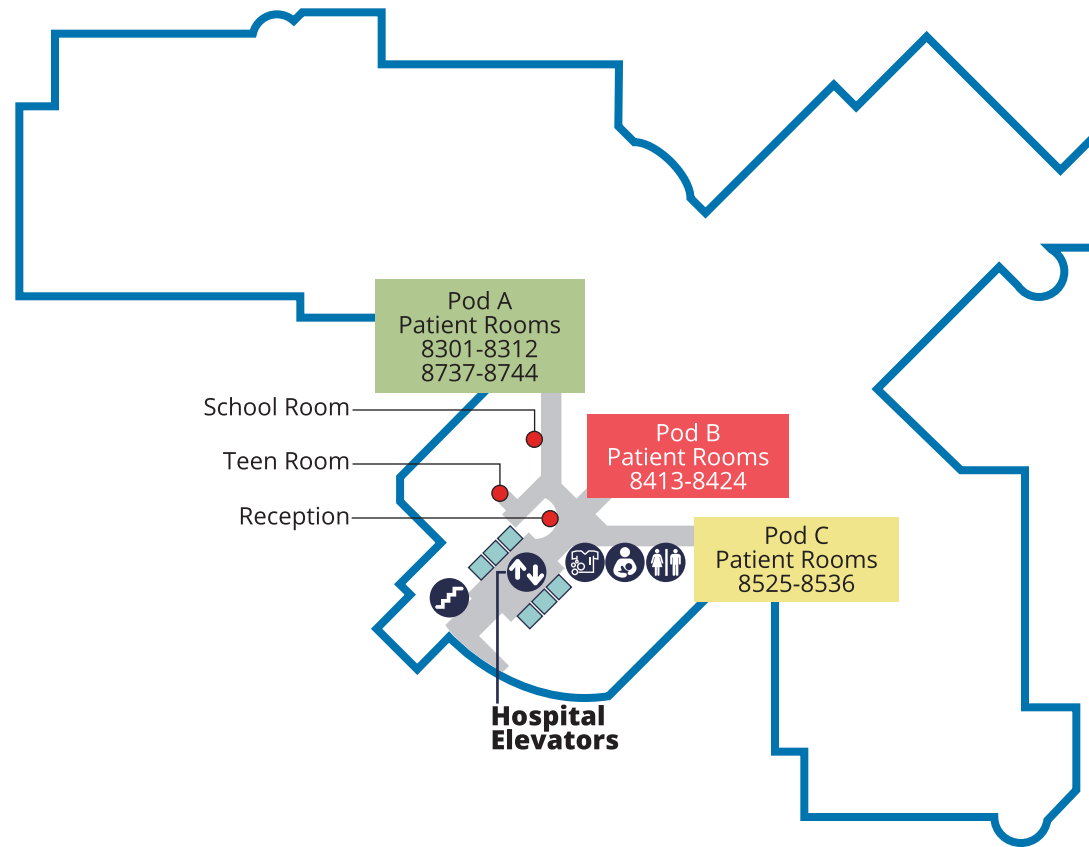 Pod A
Patient Rooms
8301-8312
8737-8744
School Room
Pod B
Patient Rooms
8413-8424
Teen Room
Reception
Pod C
Patient Rooms
8525-8536
Hospital
Elevators